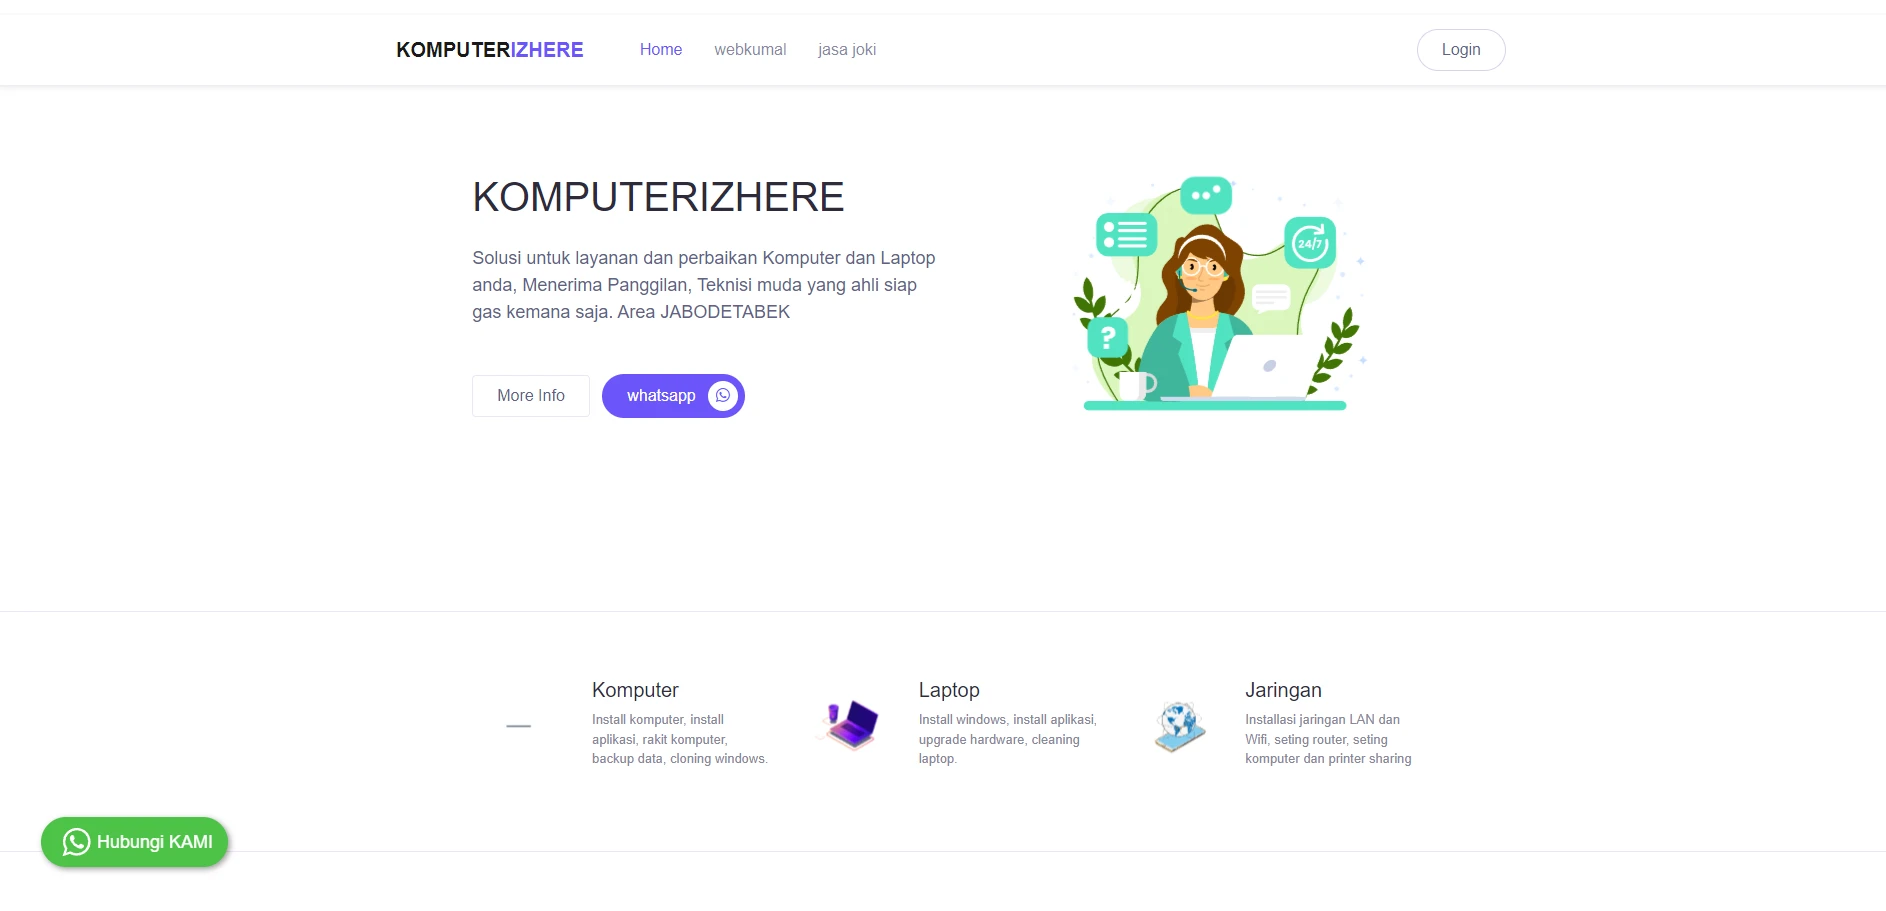 KOMPUTERIZHERE
Home
webkumal
jasa joki
Login
KOMPUTERIZHERE
Solusi untuk layanan dan perbaikan Komputer dan Laptop
anda, Menerima Panggilan, Teknisi muda yang ahli siap
gas kemana saja. Area JABODETABEK
More Info
whatsapp
24/7
?
Komputer
Install komputer, install
aplikasi, rakit komputer,
backup data, cloning windows.
Laptop
Install windows, install aplikasi,
upgrade hardware, cleaning
laptop.
Jaringan
Installasi jaringan LAN dan
Wifi, seting router, seting
komputer dan printer sharing
Hubungi KAMI